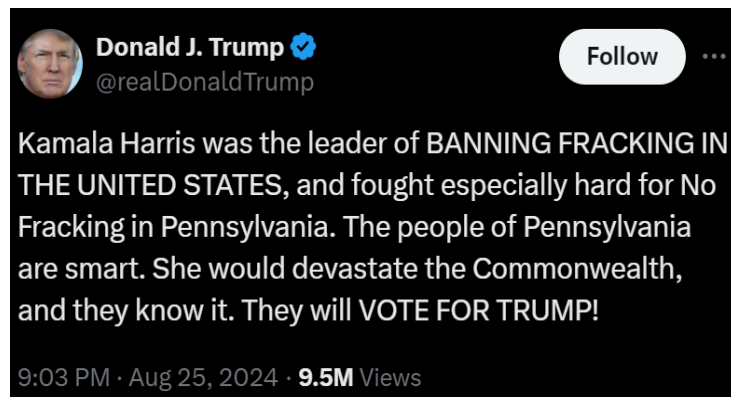 Donald J. Trump
Follow
@realDonaldTrump
Kamala Harris was the leader of BANNING FRACKING IN
THE UNITED STATES, and fought especially hard for No
Fracking in Pennsylvania. The people of Pennsylvania
are smart. She would devastate the Commonwealth,
and they know it. They will VOTE FOR TRUMP!
9:03 PM · Aug 25, 2024 · 9.5M Views